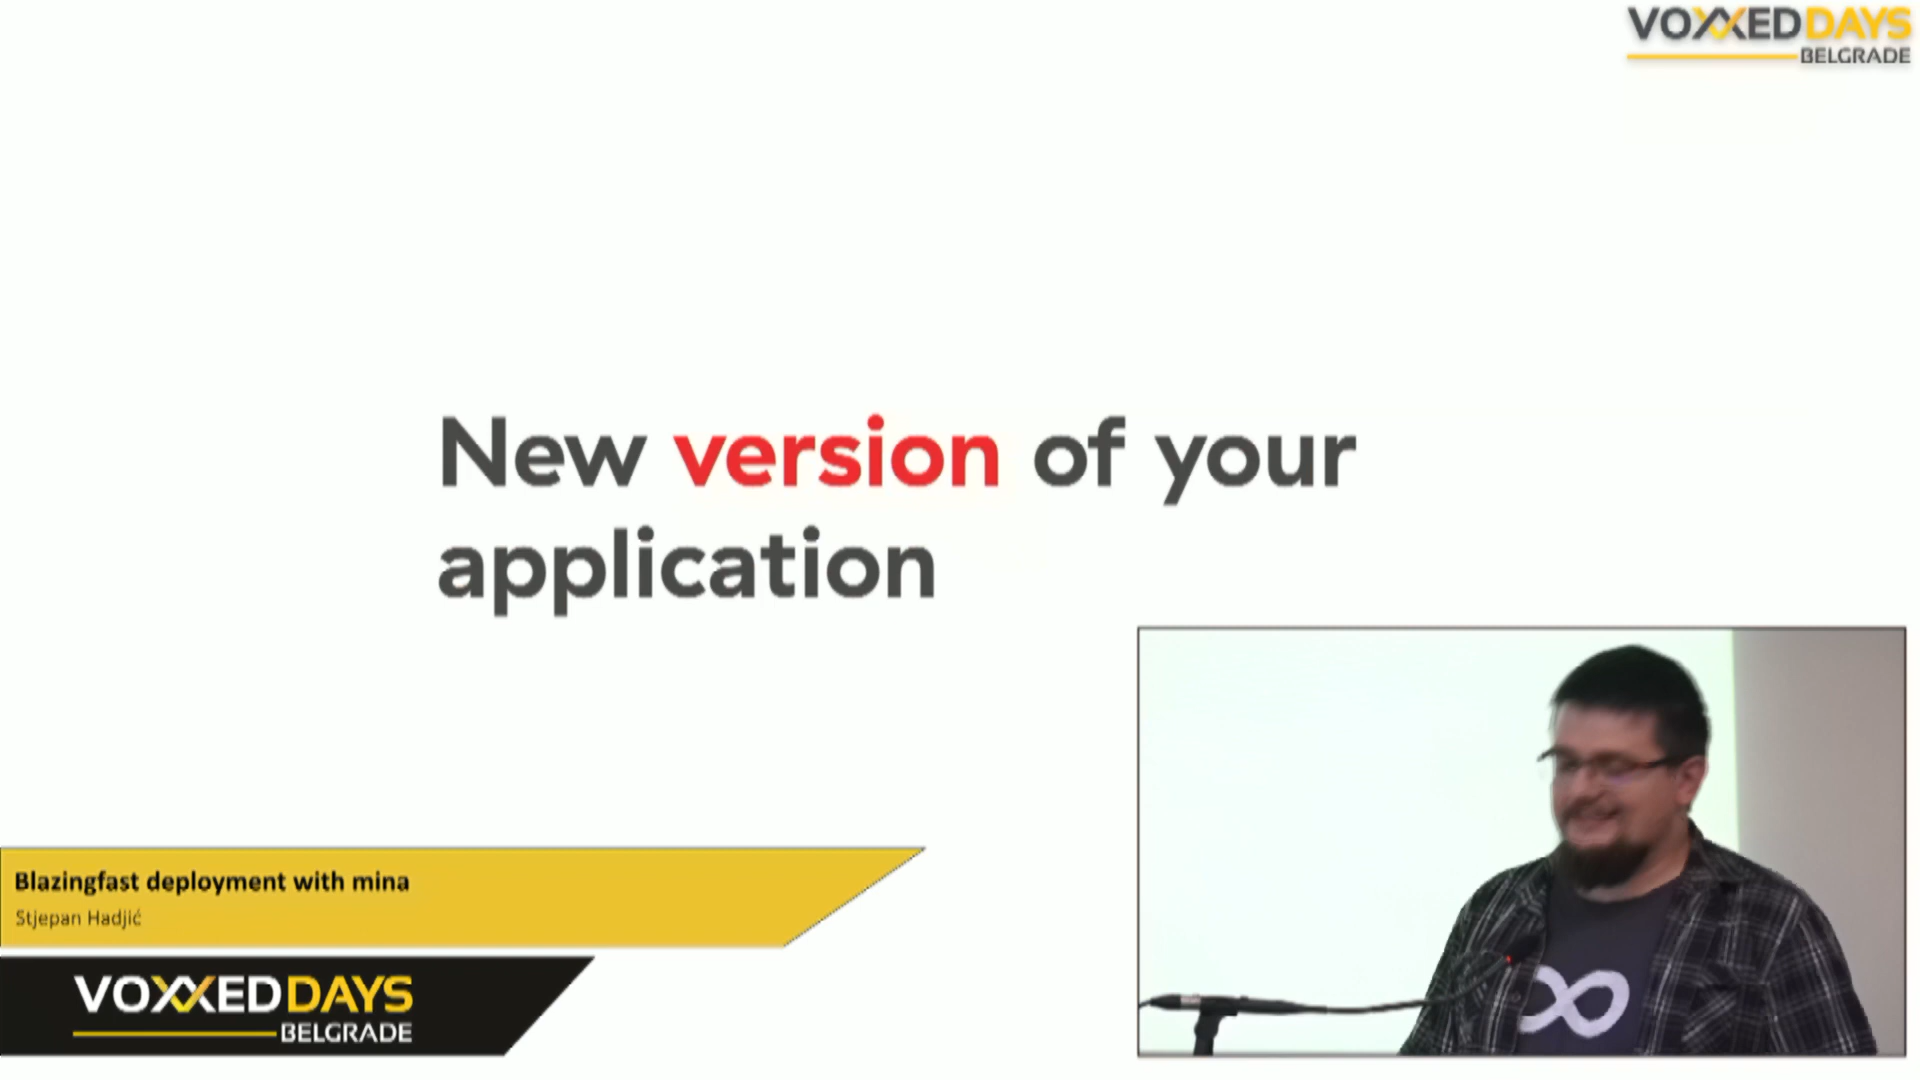 VOXXEDDAYS
BELGRADE
New version of your
application
Blazingfast deployment with mina
Stjepan Hadjić
VOXXEDDAYS
BELGRADE